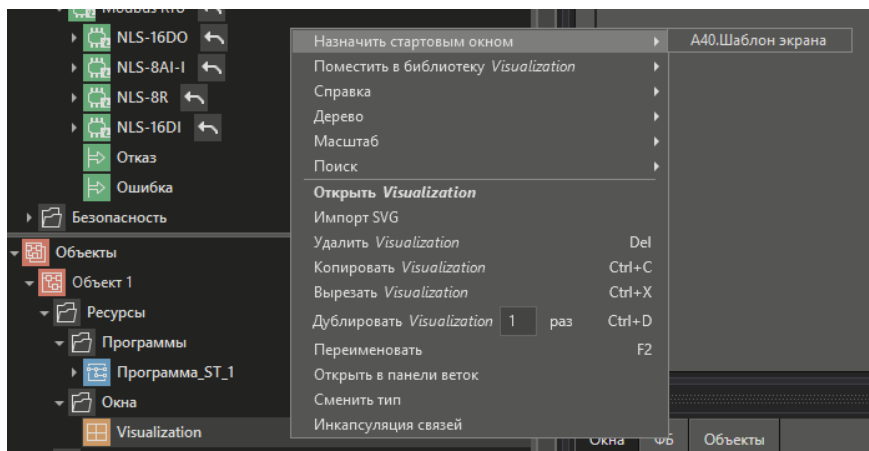 Modbus RTU
NLS-16DO
NLS-8AI-I
NLS-8R
NLS-16DI
Отказ
Ошибка
Безопасность
Объекты
Объект 1
Ресурсы
Программы
Программа_ST_1
Окна
Visualization
Назначить стартовым окном
Поместить в библиотеку Visualization
Справка
Дерево
Масштаб
Поиск
Открыть Visualization
Импорт SVG
Удалить Visualization Del
Копировать Visualization Ctrl+C
Вырезать Visualization Ctrl+X
Дублировать Visualization 1 раз Ctrl+D
Переименовать F2
Открыть в панели веток
Сменить тип
Инкапсуляция связей
А40.Шаблон экрана
Окна ФБ Объекты